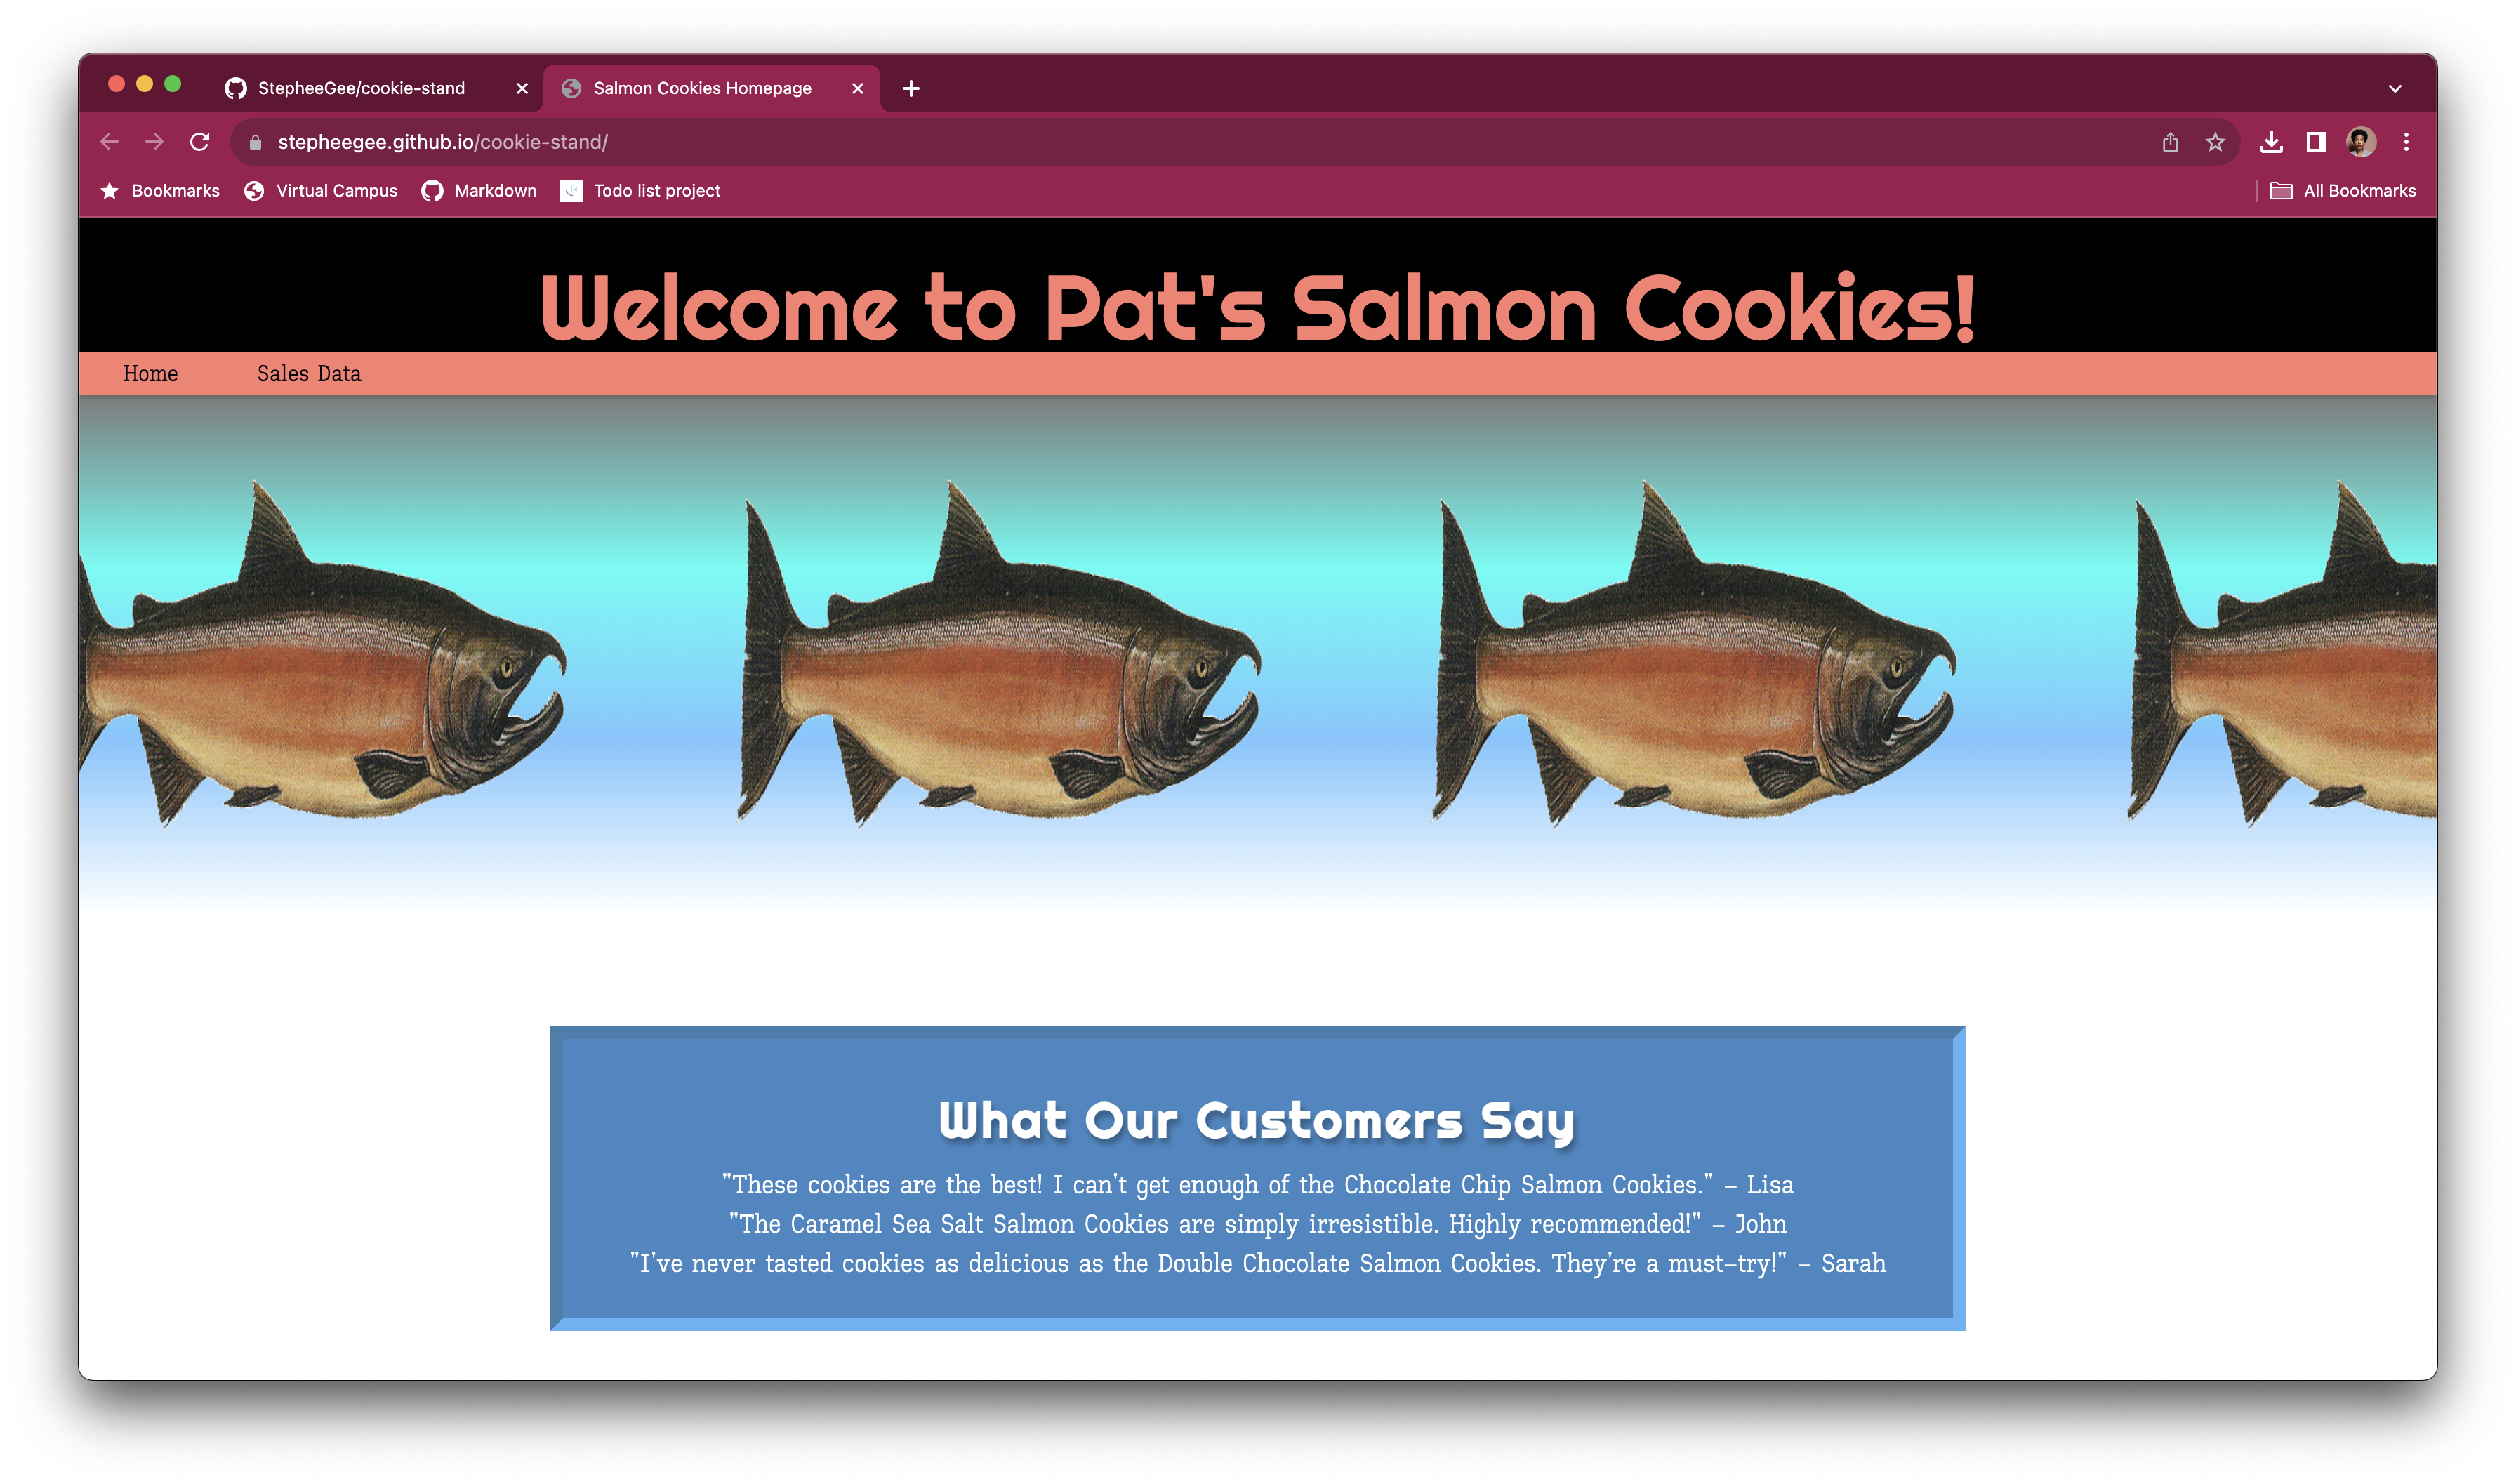 StepheeGee/cookie-stand
Salmon Cookies Homepage
stepheegee.github.io/cookie-stand/
Bookmarks
Virtual Campus
Markdown
Todo list project
All Bookmarks
Welcome to Pat's Salmon Cookies!
Home
Sales Data
What Our Customers Say
"These cookies are the best! I can't get enough of the Chocolate Chip Salmon Cookies." - Lisa
"The Caramel Sea Salt Salmon Cookies are simply irresistible. Highly recommended!" - John
"I've never tasted cookies as delicious as the Double Chocolate Salmon Cookies. They're a must-try!" - Sarah